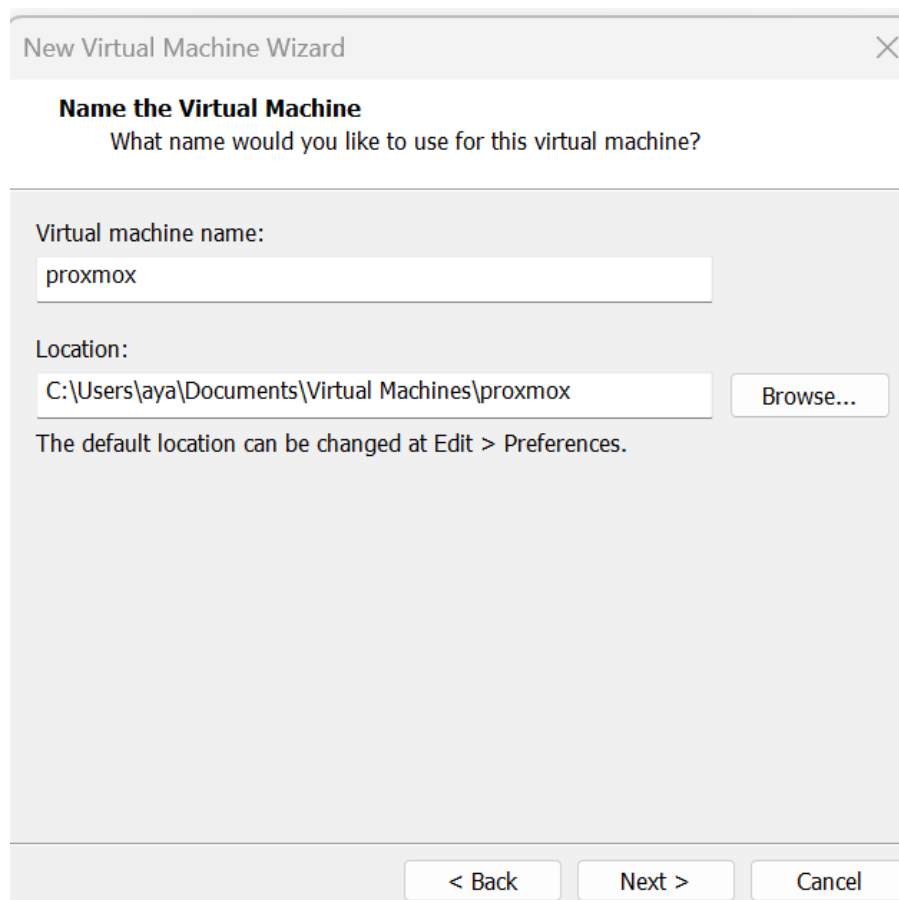 New Virtual Machine Wizard
Name the Virtual Machine
What name would you like to use for this virtual machine?
Virtual machine name:
proxmox
Location:
C:\Users\aya\Documents\Virtual Machines\proxmox
Browse...
The default location can be changed at Edit > Preferences.
< Back Next > Cancel